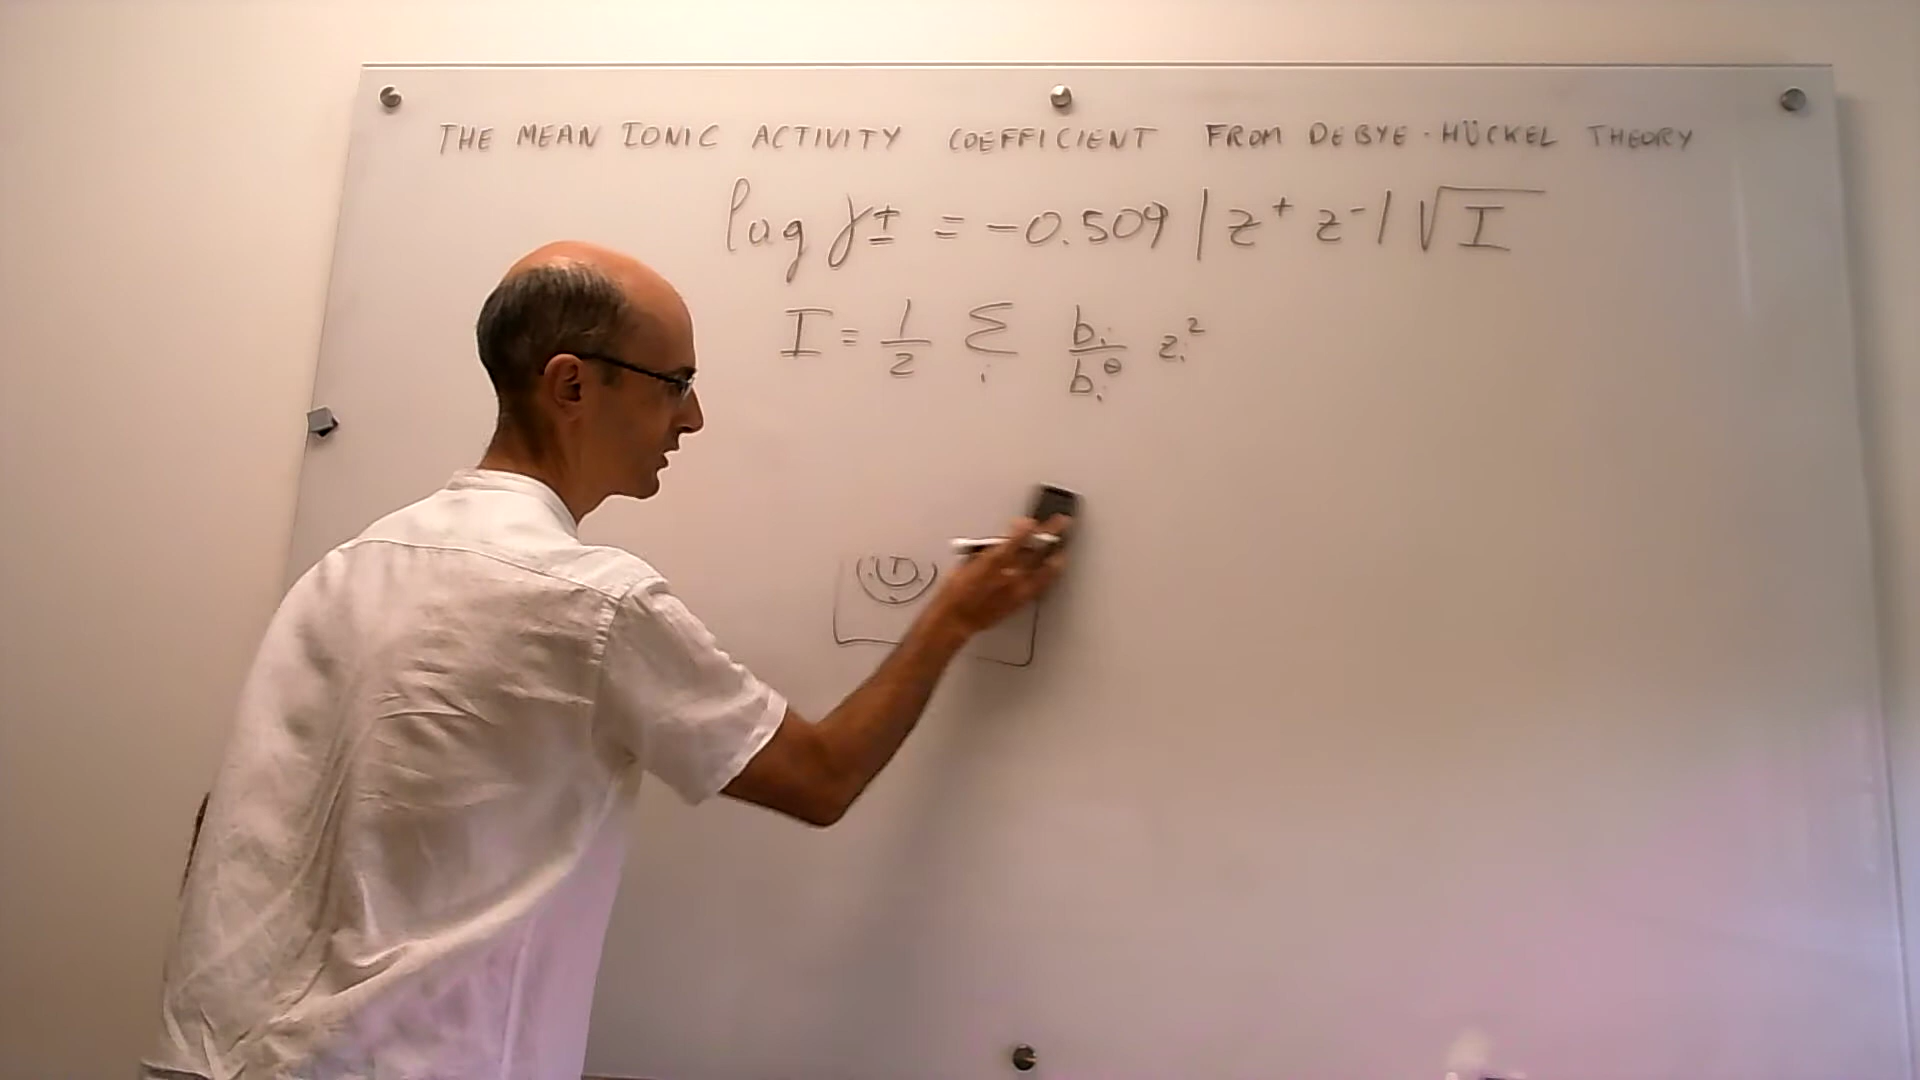 THE MEAN IONIC ACTIVITY COEFFICIENT FROM DEBYE-HÜCKEL THEORY
log γ± = -0.509 |z⁺ z⁻| √I
I = 1/2 Σᵢ bᵢ/bᵢ^⊖ zᵢ²